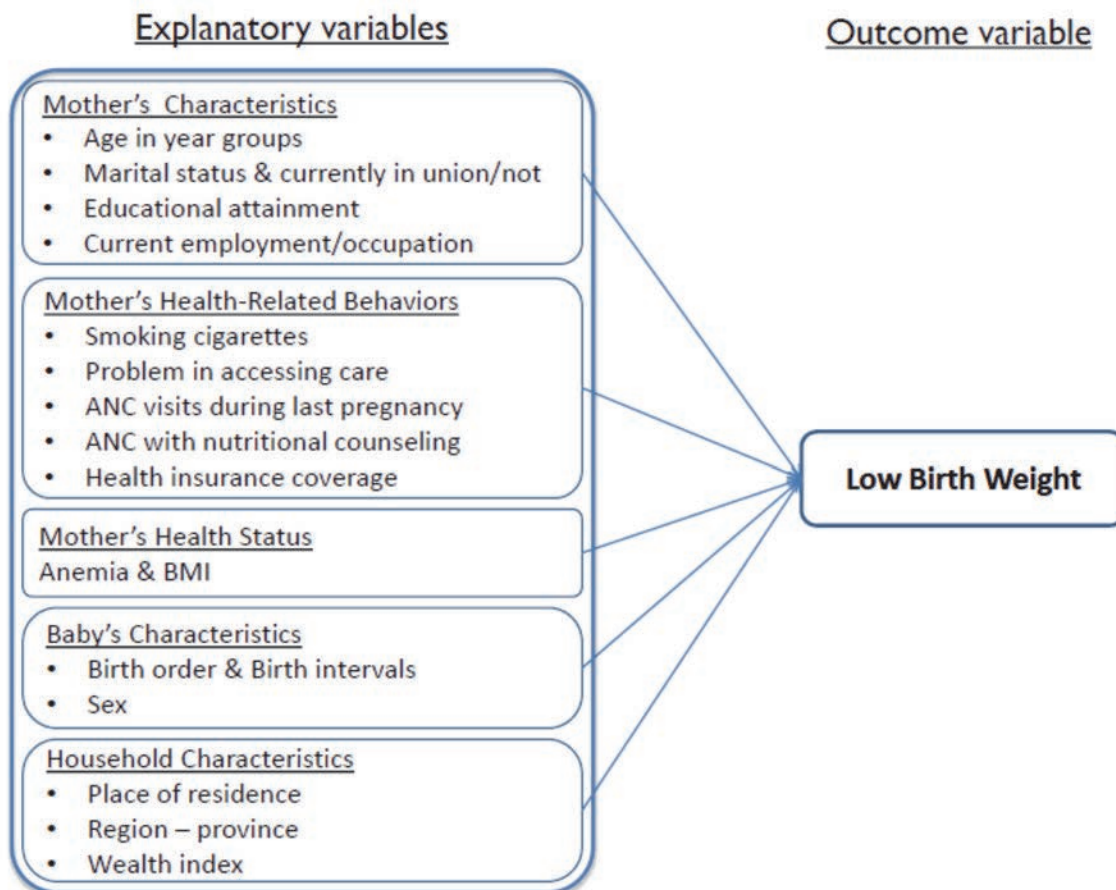 Explanatory variables
Outcome variable
Mother's Characteristics
• Age in year groups
• Marital status & currently in union/not
• Educational attainment
• Current employment/occupation
Mother's Health-Related Behaviors
• Smoking cigarettes
• Problem in accessing care
• ANC visits during last pregnancy
• ANC with nutritional counseling
• Health insurance coverage
Mother's Health Status
Anemia & BMI
Baby's Characteristics
• Birth order & Birth intervals
• Sex
Household Characteristics
• Place of residence
• Region – province
• Wealth index
Low Birth Weight